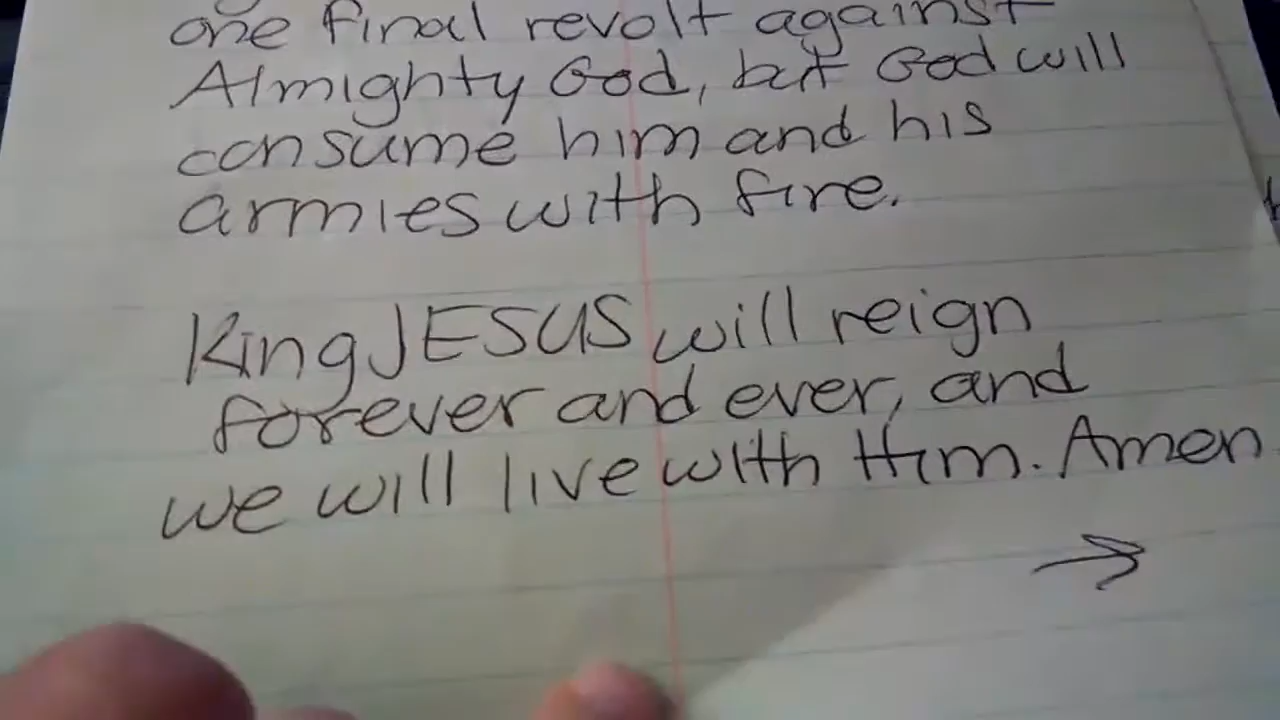 one final revolt against
Almighty God, but God will
consume him and his
armies with fire.
King JESUS will reign
forever and ever, and
we will live with Him. Amen.
→